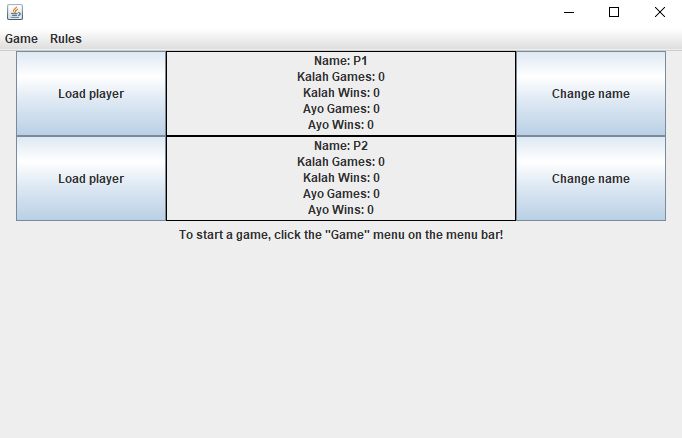 Game Rules
Load player
Name: P1
Kalah Games: 0
Kalah Wins: 0
Ayo Games: 0
Ayo Wins: 0
Change name
Load player
Name: P2
Kalah Games: 0
Kalah Wins: 0
Ayo Games: 0
Ayo Wins: 0
Change name
To start a game, click the "Game" menu on the menu bar!